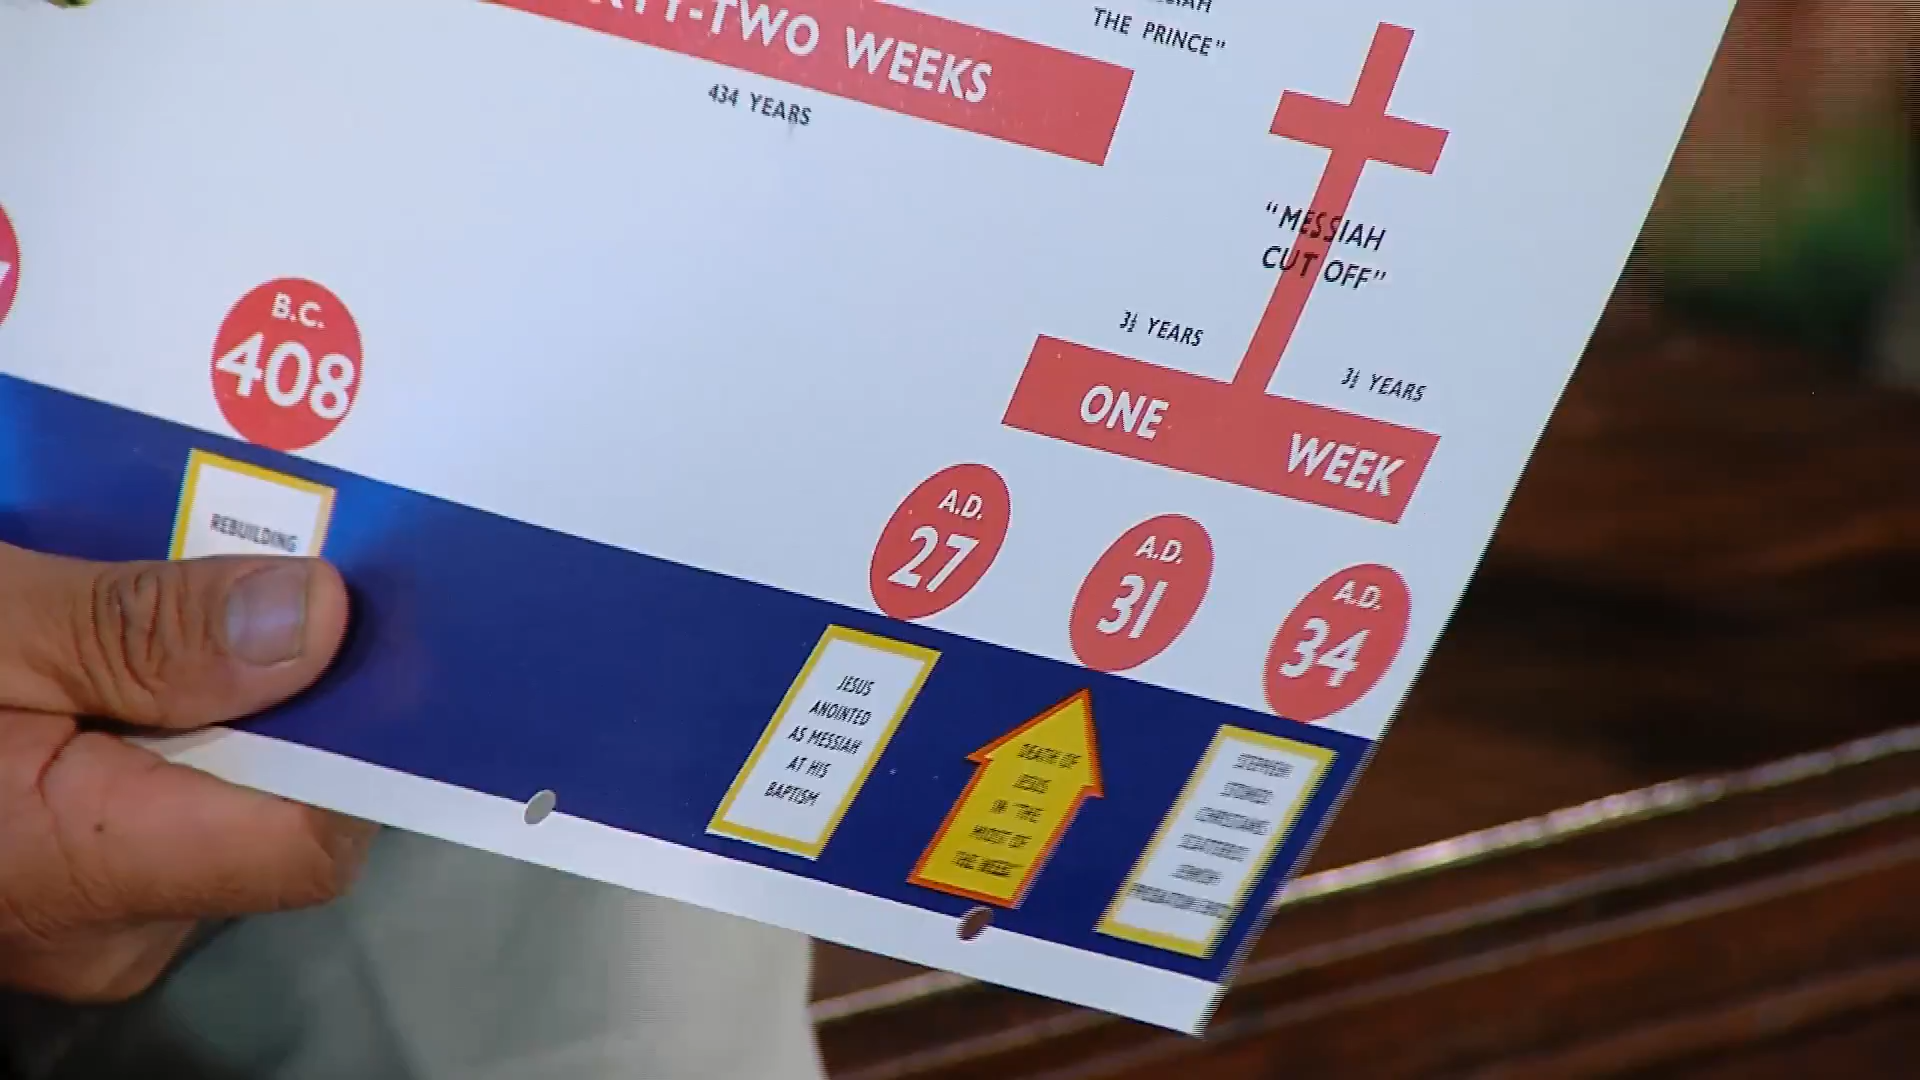 THE PRINCE"
TWO WEEKS
434 YEARS
"MESSIAH
CUT OFF"
3½ YEARS
3½ YEARS
ONE WEEK
B.C.
408
A.D.
27
A.D.
31
A.D.
34
REBUILDING
JESUS
ANOINTED
AS MESSIAH
AT HIS
BAPTISM
DEATH OF
JESUS
IN THE
MIDST OF
THE WEEK